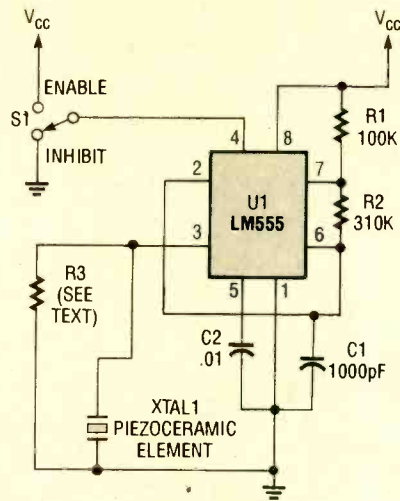 VCC
VCC
ENABLE
S1
INHIBIT
R1
100K
4
8
2
7
U1
LM555
R2
310K
3
6
R3
(SEE
TEXT)
5
1
C2
.01
C1
1000pF
XTAL1
PIEZOCERAMIC
ELEMENT